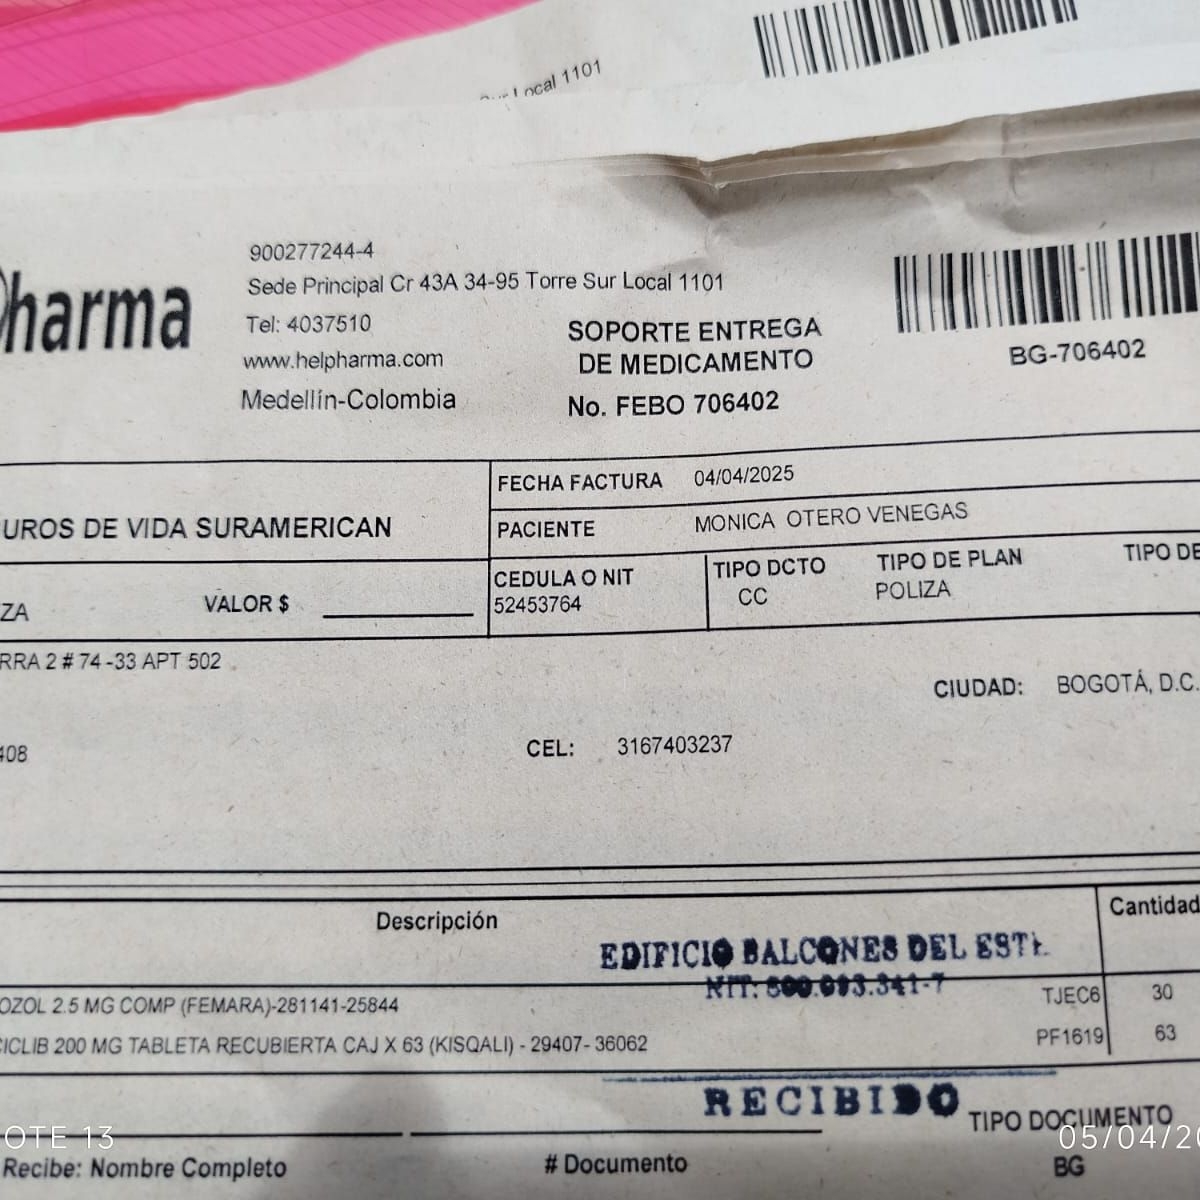 Local 1101
harma
900277244-4
Sede Principal Cr 43A 34-95 Torre Sur Local 1101
Tel: 4037510
www.helpharma.com
Medellín-Colombia
SOPORTE ENTREGA
DE MEDICAMENTO
No. FEBO 706402
BG-706402
UROS DE VIDA SURAMERICAN
FECHA FACTURA 04/04/2025
PACIENTE MONICA OTERO VENEGAS
ZA VALOR $
CEDULA O NIT
52453764
TIPO DCTO
CC
TIPO DE PLAN
POLIZA
TIPO DE
RRA 2 # 74 -33 APT 502
CIUDAD: BOGOTÁ, D.C.
408 CEL: 3167403237
Descripción Cantidad
EDIFICIO BALCONES DEL ESTE
NIT: 800.093.341-7
OZOL 2.5 MG COMP (FEMARA)-281141-25844 TJEC6 30
CICLIB 200 MG TABLETA RECUBIERTA CAJ X 63 (KISQALI) - 29407- 36062 PF1619 63
RECIBIDO
TIPO DOCUMENTO
BG
Recibe: Nombre Completo # Documento
OTE 13
05/04/20